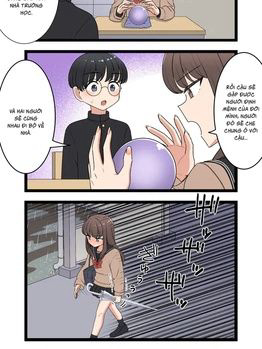 NHÀ TRƯỜNG
HỌC.
RỒI CẬU SẼ
GẶP ĐƯỢC
NGƯỜI ĐỊNH
MỆNH CỦA ĐỜI
MÌNH, NGƯỜI
ĐÓ SẼ CHE
CHUNG Ô VỚI
CẬU...
VÀ HAI NGƯỜI
SẼ CÙNG
NHAU ĐI BỘ VỀ
NHÀ.